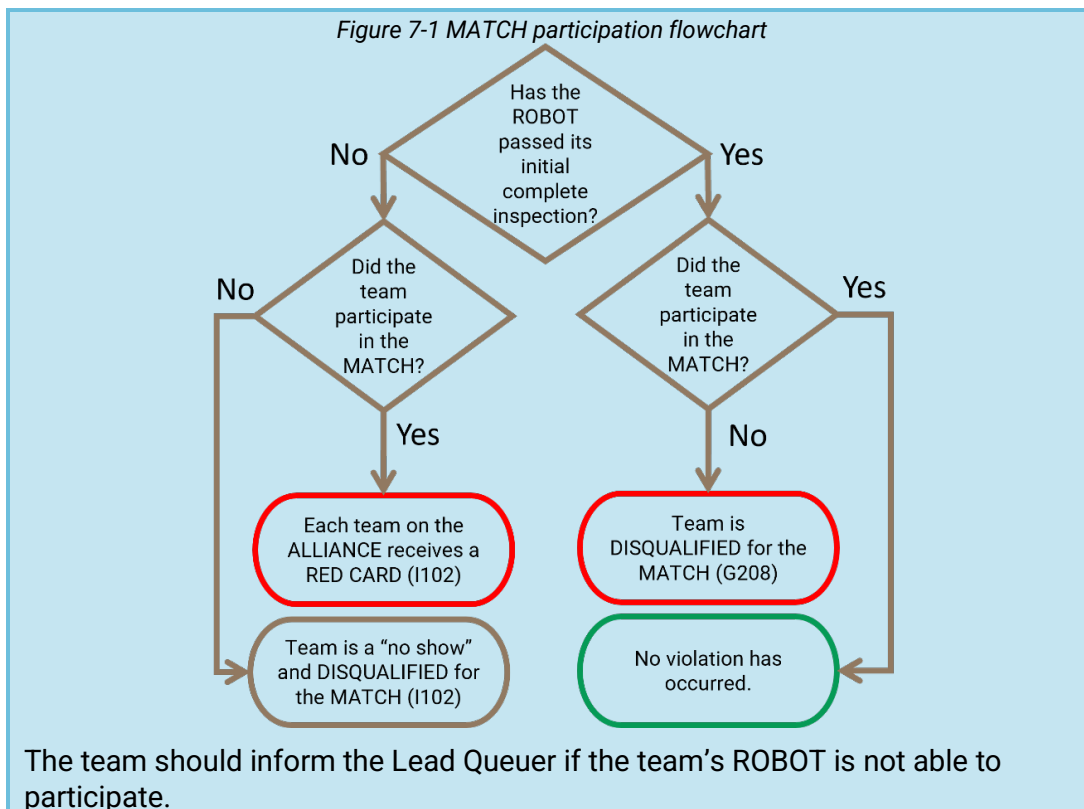 Figure 7-1 MATCH participation flowchart
Has the
ROBOT
passed its
initial
complete
inspection?
No
Yes
Did the
team
participate
in the
MATCH?
No
Did the
team
participate
in the
MATCH?
Yes
Yes
No
Each team on the
ALLIANCE receives a
RED CARD (I102)
Team is
DISQUALIFIED for the
MATCH (G208)
Team is a “no show”
and DISQUALIFIED for
the MATCH (I102)
No violation has
occurred.
The team should inform the Lead Queuer if the team’s ROBOT is not able to
participate.